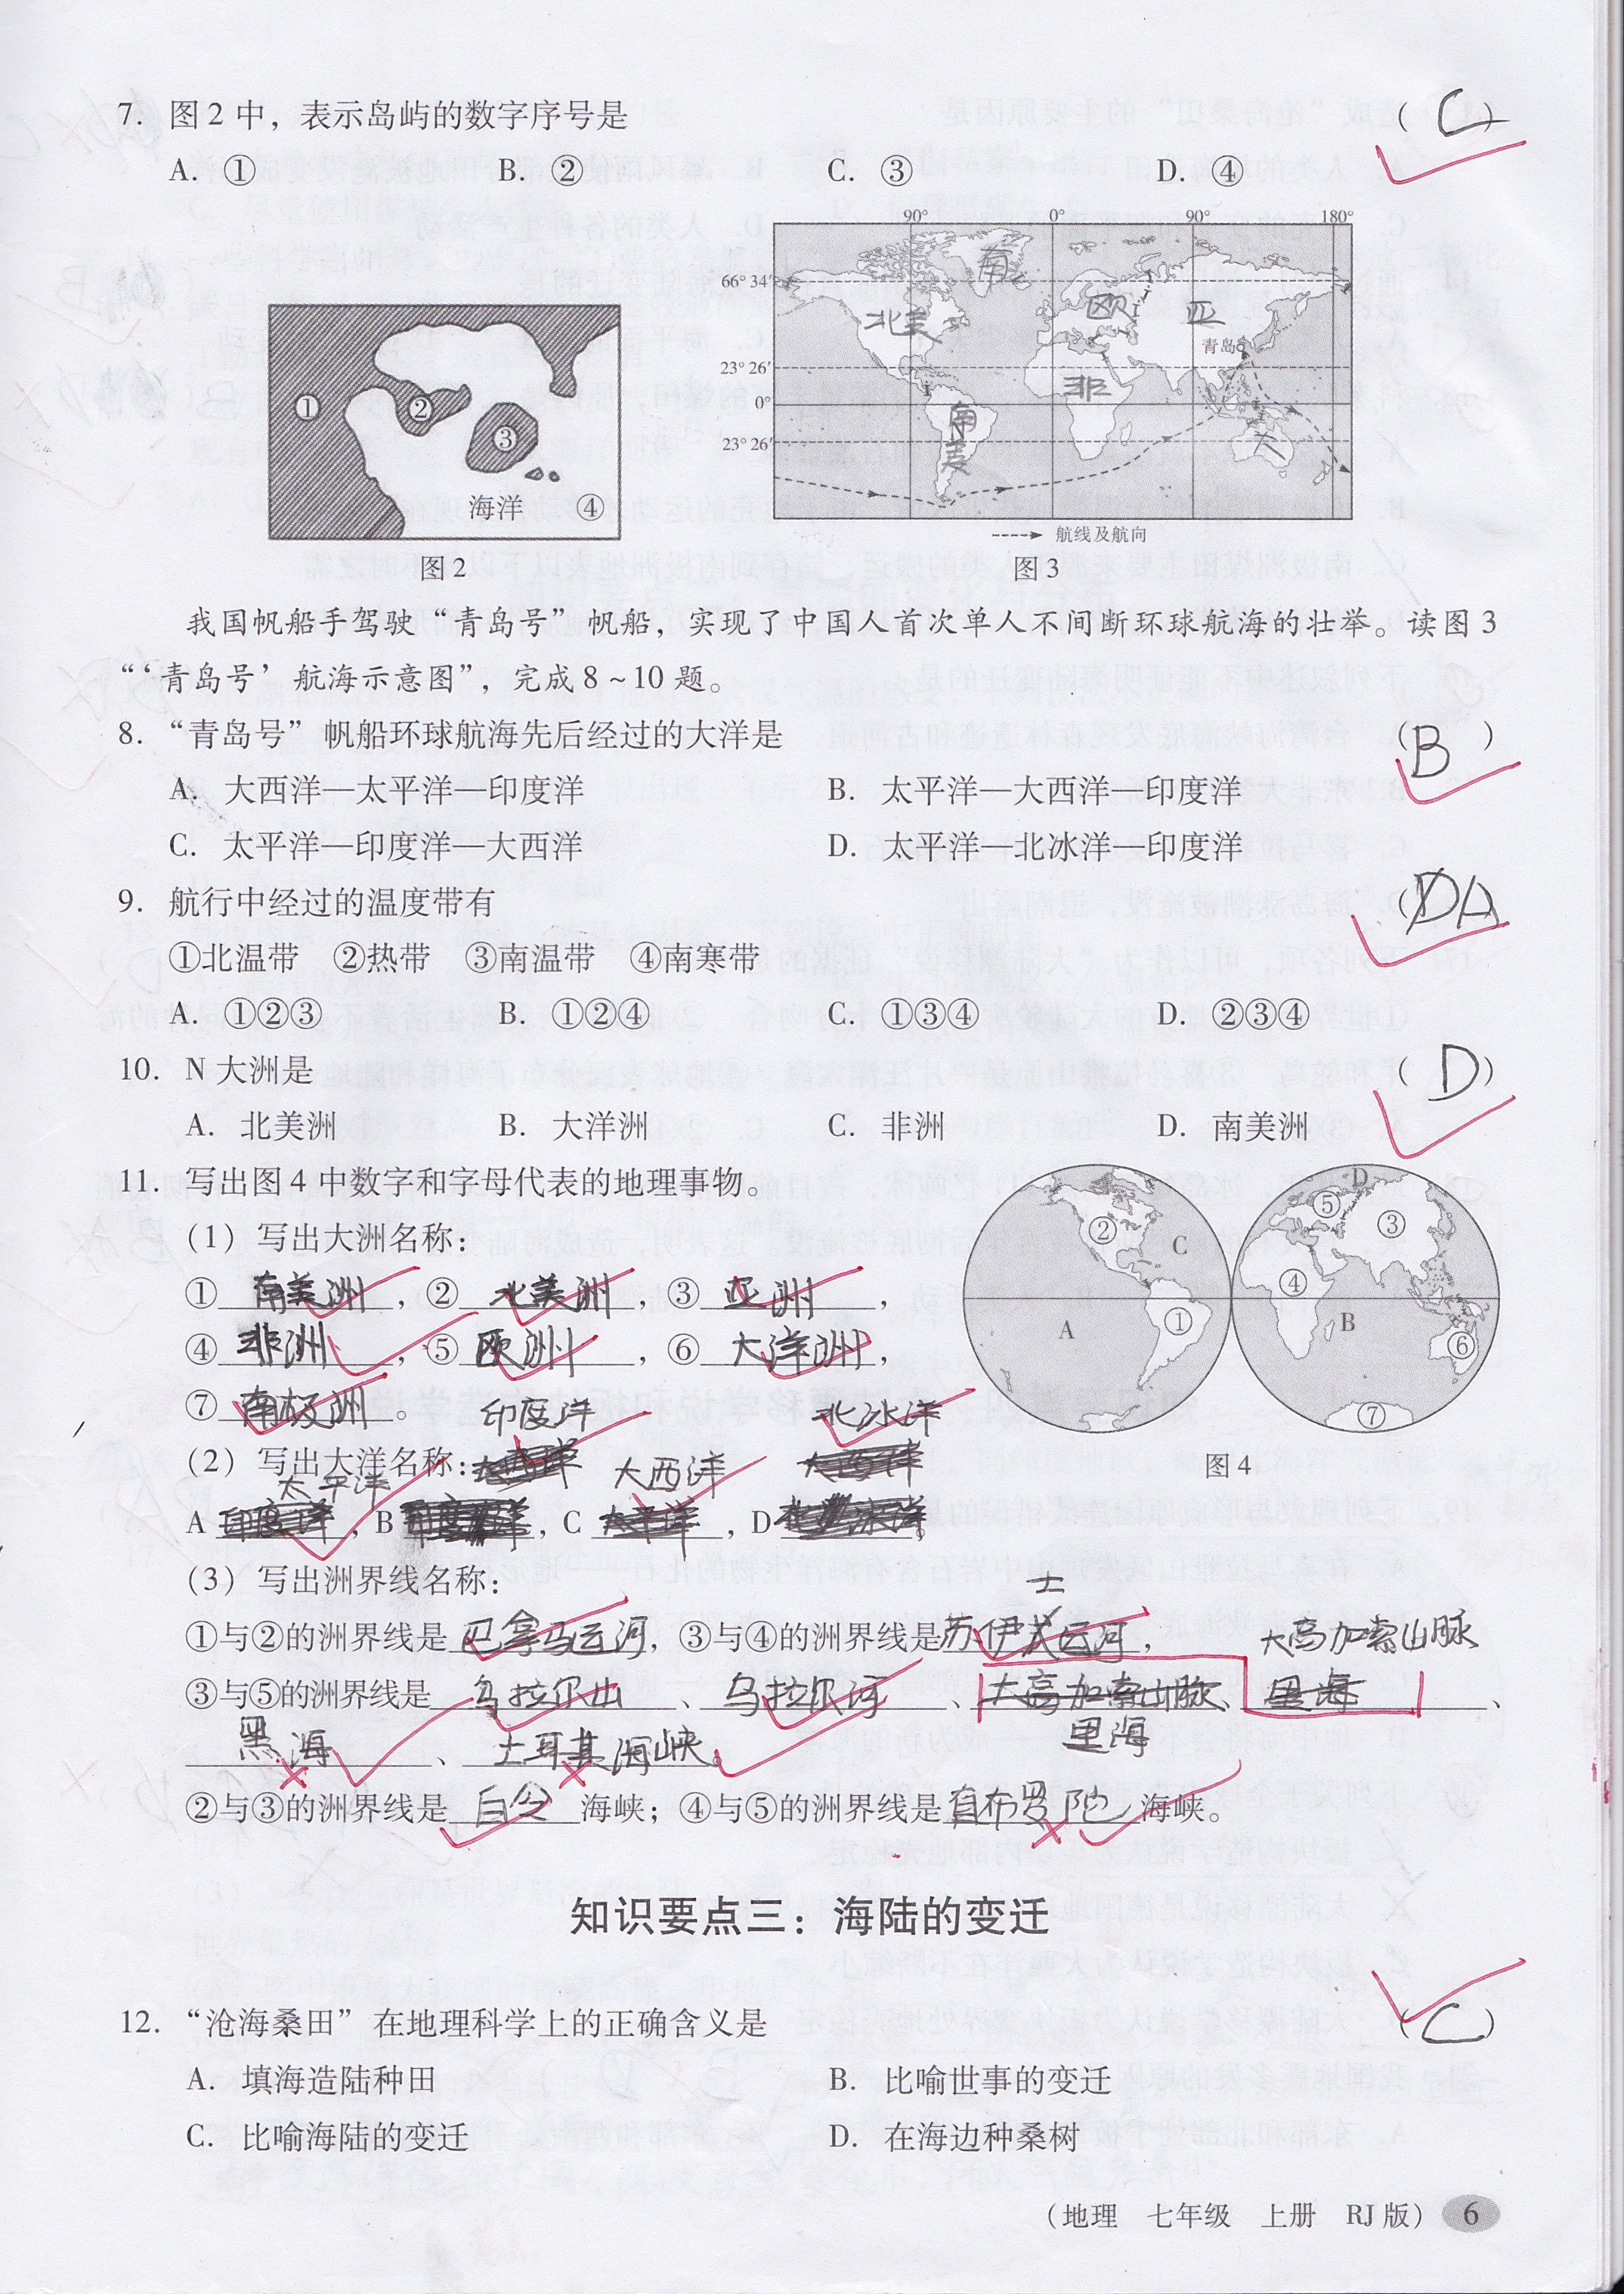 7. 图2中，表示岛屿的数字序号是 (C)
A. ① B. ② C. ③ D. ④
90° 0° 90° 180°
66°34′
23°26′
0°
23°26′
南
北美
欧
亚
青岛
非
南美
大
① ② ③
海洋 ④
航线及航向
图2 图3
我国帆船手驾驶“青岛号”帆船，实现了中国人首次单人不间断环球航海的壮举。读图3
“‘青岛号’航海示意图”，完成8~10题。
8. “青岛号”帆船环球航海先后经过的大洋是 (B)
A. 大西洋—太平洋—印度洋 B. 太平洋—大西洋—印度洋
C. 太平洋—印度洋—大西洋 D. 太平洋—北冰洋—印度洋
9. 航行中经过的温度带有 (A)
①北温带 ②热带 ③南温带 ④南寒带
A. ①②③ B. ①②④ C. ①③④ D. ②③④
10. N大洲是 (D)
A. 北美洲 B. 大洋洲 C. 非洲 D. 南美洲
11. 写出图4中数字和字母代表的地理事物。
(1) 写出大洲名称：
①南美洲，②北美洲，③亚洲，
④非洲，⑤欧洲，⑥大洋洲，
⑦南极洲。
② C ① A
D ⑤ ③ ④ B ⑥ ⑦
图4
印度洋 北冰洋
(2) 写出大洋名称：
太平洋 大西洋
A ，B ，C ，D 。
(3) 写出洲界线名称：
士
①与②的洲界线是巴拿马运河，③与④的洲界线是苏伊 运河， 大高加索山脉
③与⑤的洲界线是乌拉尔山、乌拉尔河、大高加索山脉、里海、
里海
黑海、土耳其海峡。
②与③的洲界线是白令海峡；④与⑤的洲界线是直布罗陀海峡。
知识要点三：海陆的变迁
12. “沧海桑田”在地理科学上的正确含义是 (C)
A. 填海造陆种田 B. 比喻世事的变迁
C. 比喻海陆的变迁 D. 在海边种桑树
(地理 七年级 上册 RJ版) 6